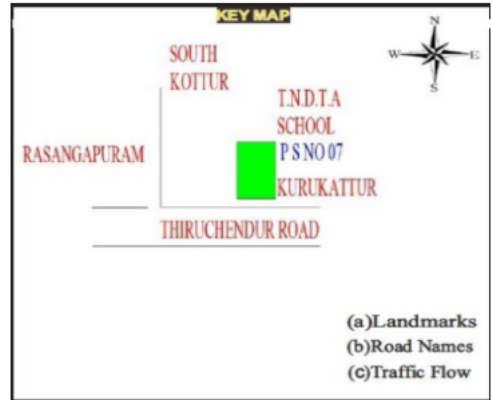 KEY MAP
N
W
E
S
SOUTH
KOTTUR
T.N.D.T.A
SCHOOL
P S NO 07
RASANGAPURAM
KURUKATTUR
THIRUCHENDUR ROAD
(a)Landmarks
(b)Road Names
(c)Traffic Flow